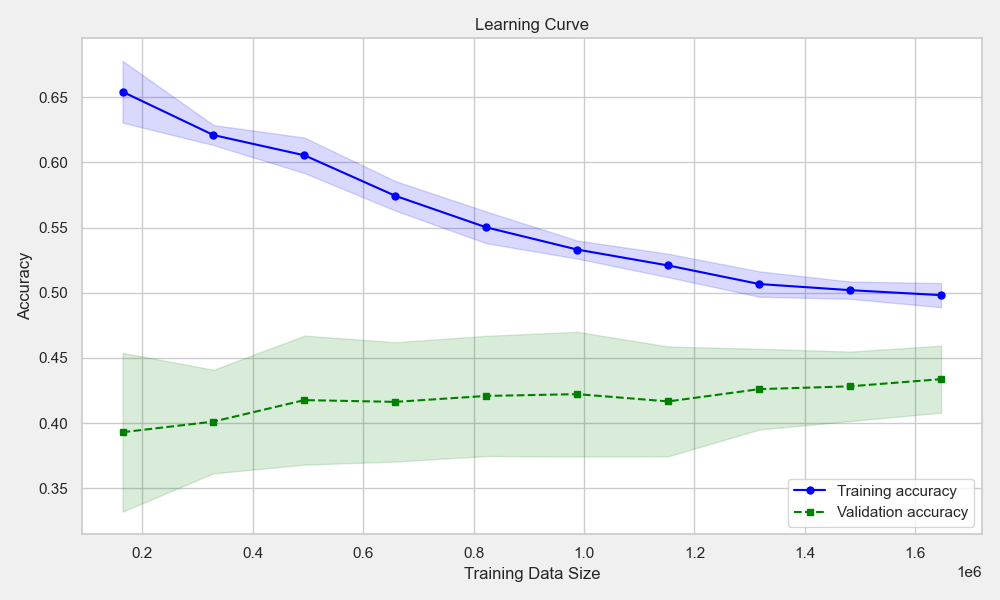 Learning Curve
Accuracy
0.65
0.60
0.55
0.50
0.45
0.40
0.35
0.2 0.4 0.6 0.8 1.0 1.2 1.4 1.6
1e6
Training Data Size
Training accuracy
Validation accuracy